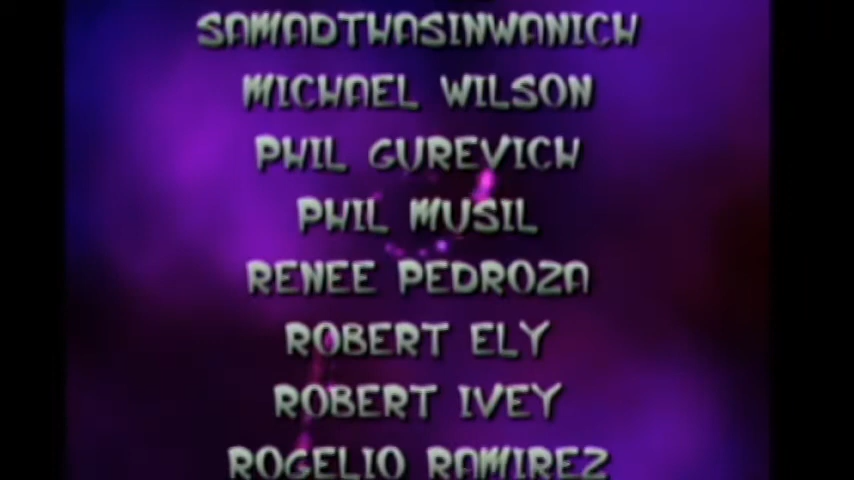 SAMADTHASINWANICH
MICHAEL WILSON
PHIL GUREVICH
PHIL MUSIL
RENEE PEDROZA
ROBERT ELY
ROBERT IVEY
ROGELIO RAMIREZ